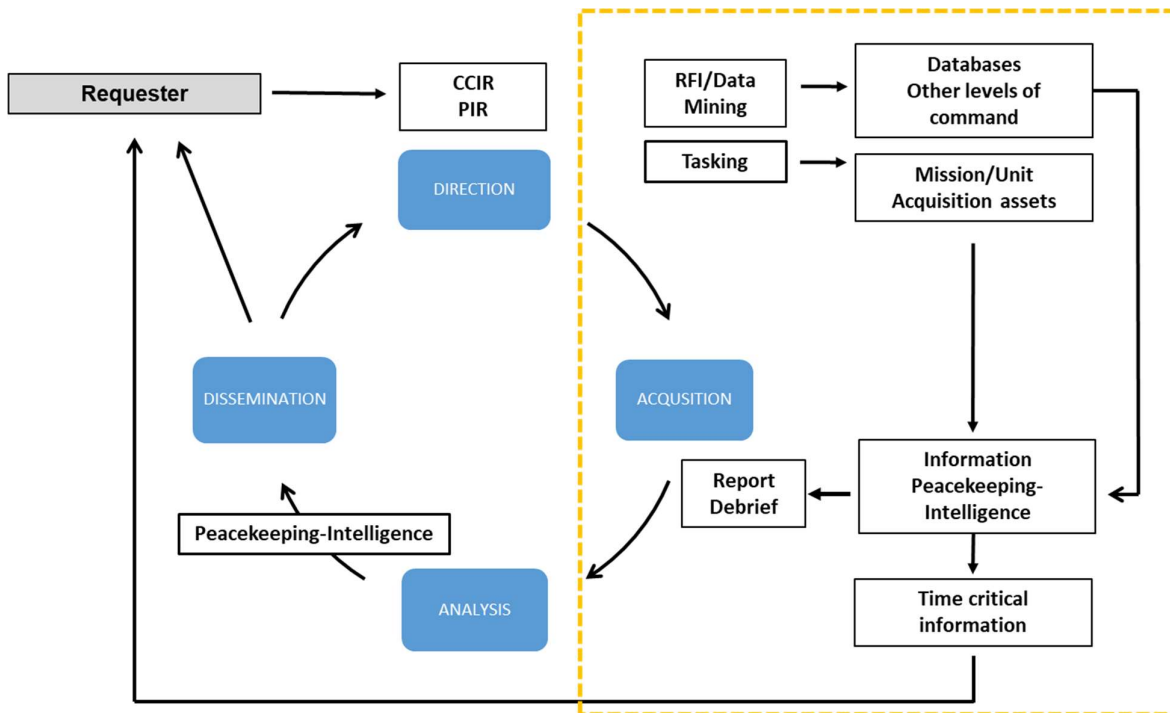 Requester
CCIR
PIR
DIRECTION
RFI/Data
Mining
Databases
Other levels of
command
Tasking
Mission/Unit
Acquisition assets
DISSEMINATION
ACQUSITION
Report
Debrief
Information
Peacekeeping-
Intelligence
Peacekeeping-Intelligence
ANALYSIS
Time critical
information